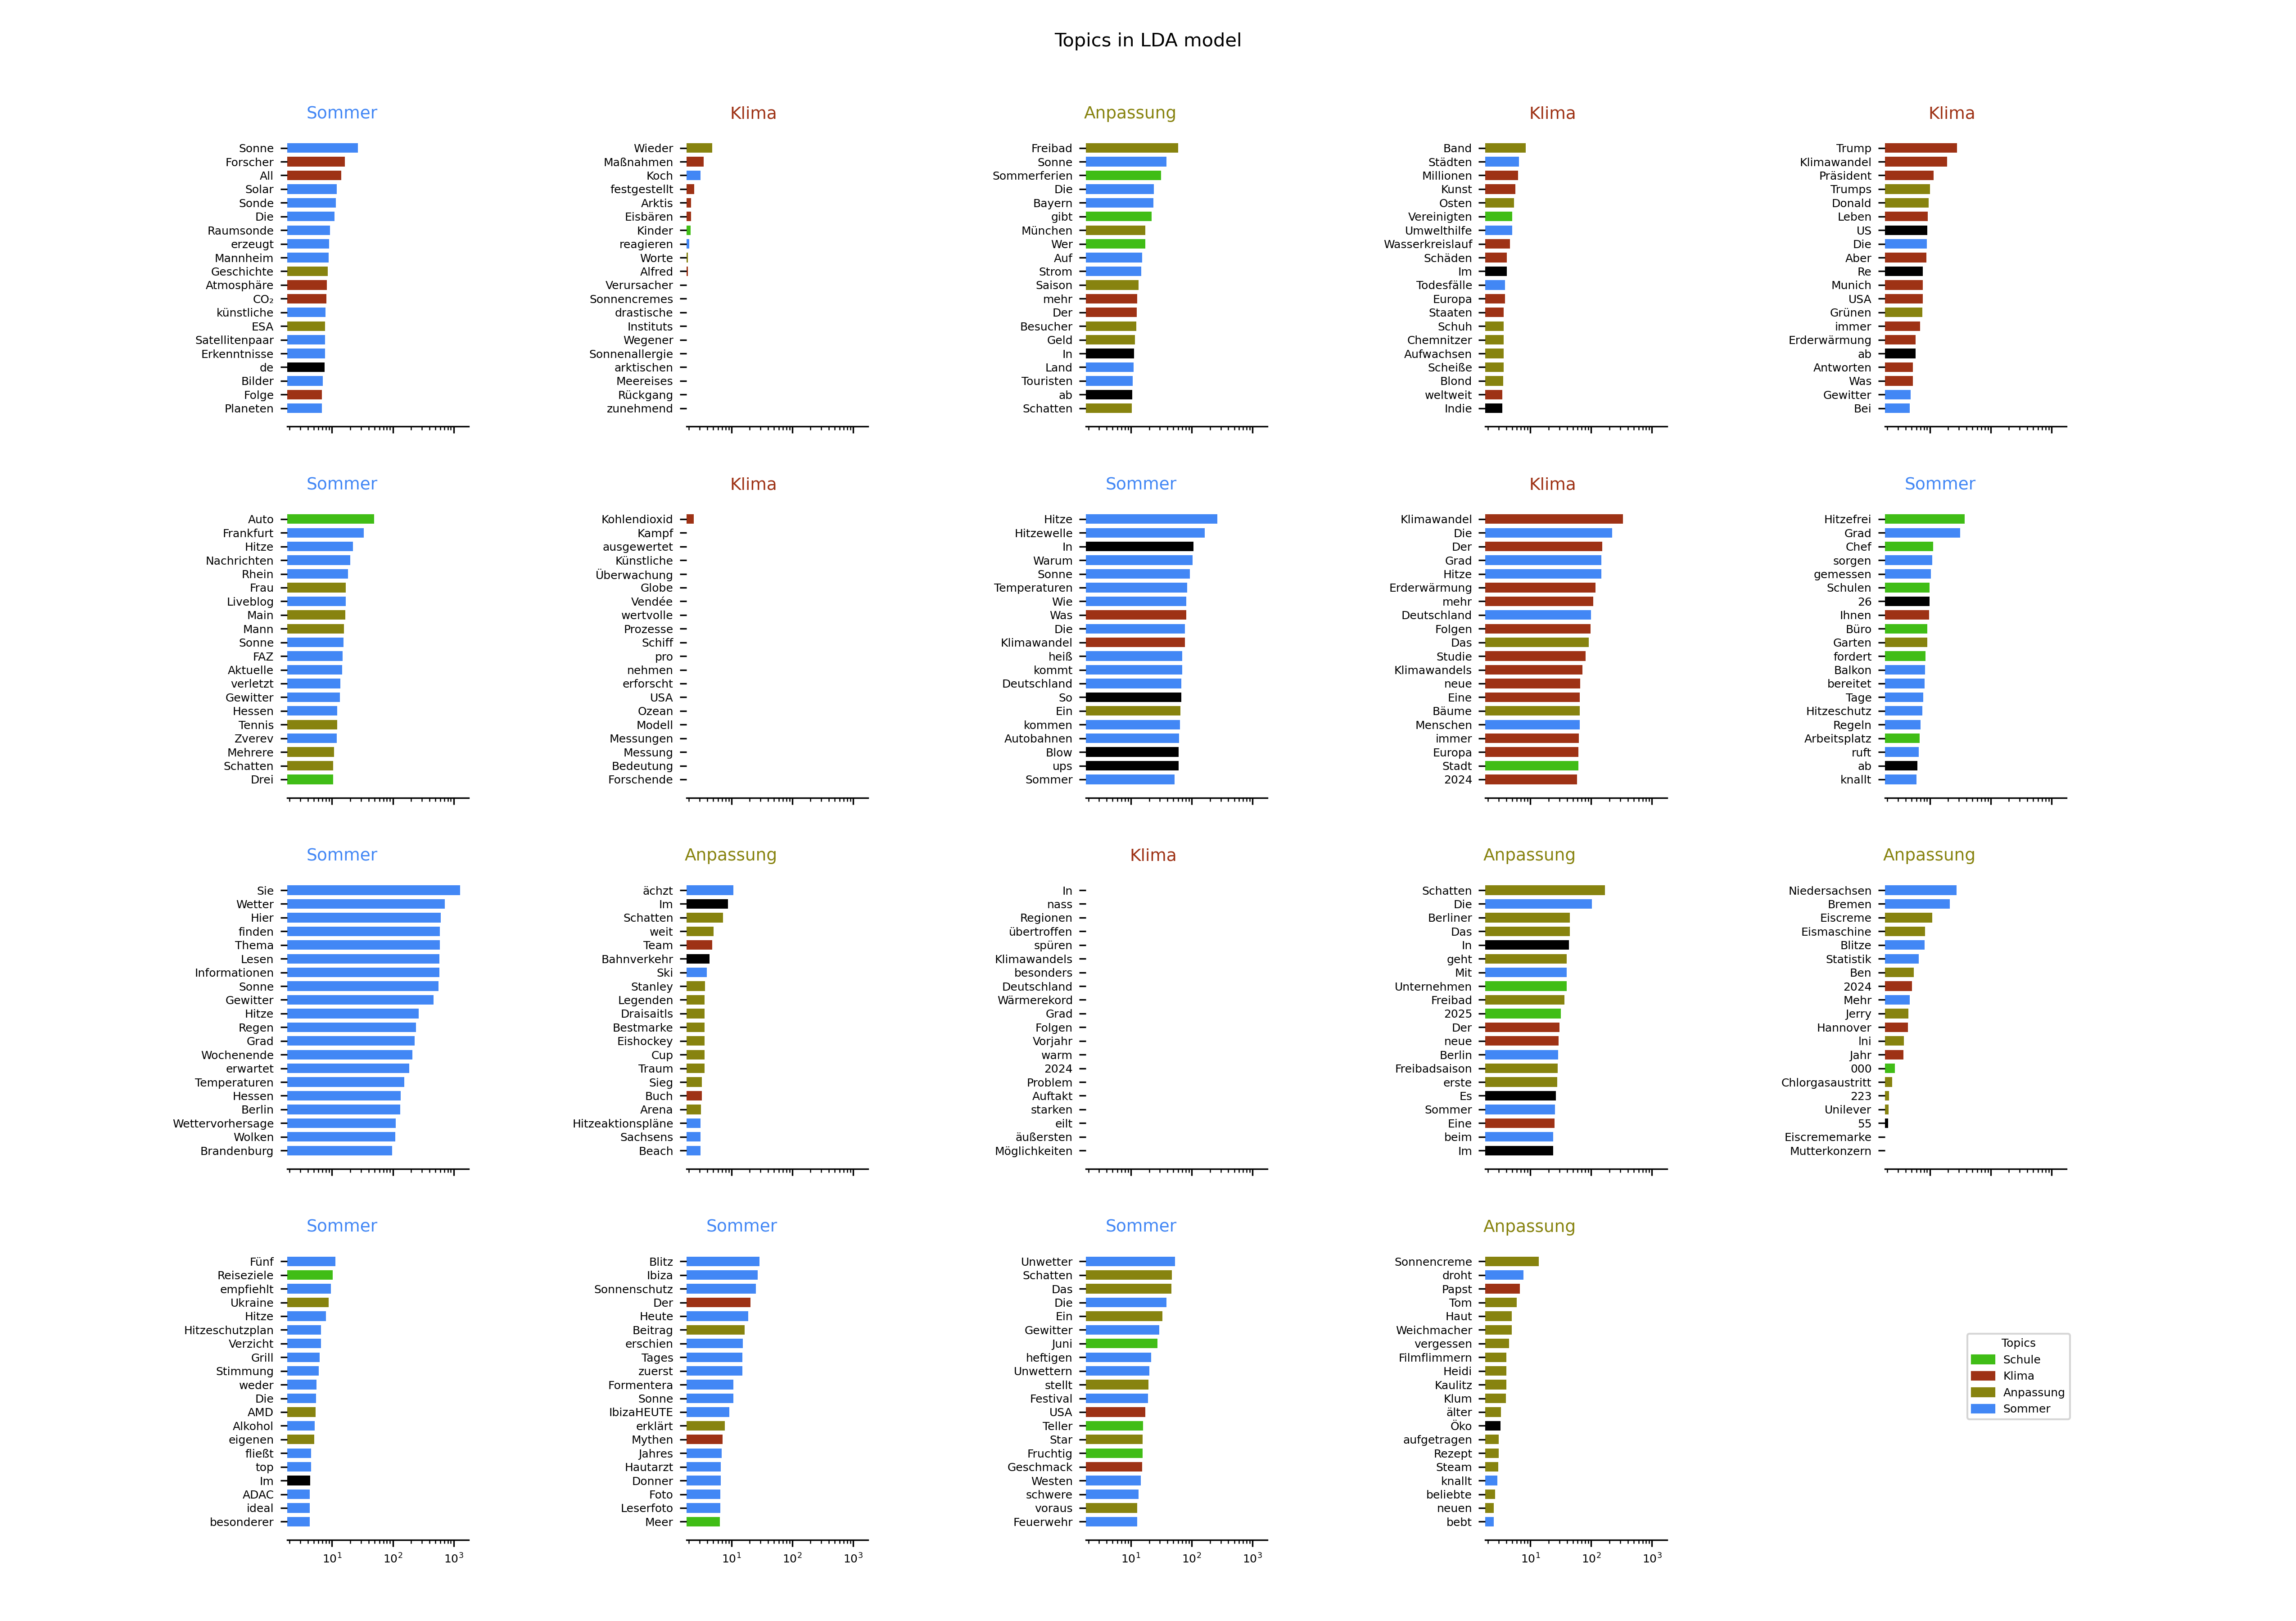 Topics in LDA model
Sommer
Sonne
Forscher
All
Solar
Sonde
Die
Raumsonde
erzeugt
Mannheim
Geschichte
Atmosphäre
CO₂
künstliche
ESA
Satellitenpaar
Erkenntnisse
de
Bilder
Folge
Planeten
Klima
Wieder
Maßnahmen
Koch
festgestellt
Arktis
Eisbären
Kinder
reagieren
Worte
Alfred
Verursacher
Sonnencremes
drastische
Instituts
Wegener
Sonnenallergie
arktischen
Meereises
Rückgang
zunehmend
Anpassung
Freibad
Sonne
Sommerferien
Die
Bayern
gibt
München
Wer
Auf
Strom
Saison
mehr
Der
Besucher
Geld
In
Land
Touristen
ab
Schatten
Klima
Band
Städten
Millionen
Kunst
Osten
Vereinigten
Umwelthilfe
Wasserkreislauf
Schäden
Im
Todesfälle
Europa
Staaten
Schuh
Chemnitzer
Aufwachsen
Scheiße
Blond
weltweit
Indie
Klima
Trump
Klimawandel
Präsident
Trumps
Donald
Leben
US
Die
Aber
Re
Munich
USA
Grünen
immer
Erderwärmung
ab
Antworten
Was
Gewitter
Bei
Sommer
Auto
Frankfurt
Hitze
Nachrichten
Rhein
Frau
Liveblog
Main
Mann
Sonne
FAZ
Aktuelle
verletzt
Gewitter
Hessen
Tennis
Zverev
Mehrere
Schatten
Drei
Klima
Kohlendioxid
Kampf
ausgewertet
Künstliche
Überwachung
Globe
Vendée
wertvolle
Prozesse
Schiff
pro
nehmen
erforscht
USA
Ozean
Modell
Messungen
Messung
Bedeutung
Forschende
Sommer
Hitze
Hitzewelle
In
Warum
Sonne
Temperaturen
Wie
Was
Die
Klimawandel
heiß
kommt
Deutschland
So
Ein
kommen
Autobahnen
Blow
ups
Sommer
Klima
Klimawandel
Die
Der
Grad
Hitze
Erderwärmung
mehr
Deutschland
Folgen
Das
Studie
Klimawandels
neue
Eine
Bäume
Menschen
immer
Europa
Stadt
2024
Sommer
Hitzefrei
Grad
Chef
sorgen
gemessen
Schulen
26
Ihnen
Büro
Garten
fordert
Balkon
bereitet
Tage
Hitzeschutz
Regeln
Arbeitsplatz
ruft
ab
knallt
Sommer
Sie
Wetter
Hier
finden
Thema
Lesen
Informationen
Sonne
Gewitter
Hitze
Regen
Grad
Wochenende
erwartet
Temperaturen
Hessen
Berlin
Wettervorhersage
Wolken
Brandenburg
Anpassung
ächzt
Im
Schatten
weit
Team
Bahnverkehr
Ski
Stanley
Legenden
Draisaitls
Bestmarke
Eishockey
Cup
Traum
Sieg
Buch
Arena
Hitzeaktionspläne
Sachsens
Beach
Klima
In
nass
Regionen
übertroffen
spüren
Klimawandels
besonders
Deutschland
Wärmerekord
Grad
Folgen
Vorjahr
warm
2024
Problem
Auftakt
starken
eilt
äußersten
Möglichkeiten
Anpassung
Schatten
Die
Berliner
Das
In
geht
Mit
Unternehmen
Freibad
2025
Der
neue
Berlin
Freibadsaison
erste
Es
Sommer
Eine
beim
Im
Anpassung
Niedersachsen
Bremen
Eiscreme
Eismaschine
Blitze
Statistik
Ben
2024
Mehr
Jerry
Hannover
Ini
Jahr
000
Chlorgasaustritt
223
Unilever
55
Eiscrememarke
Mutterkonzern
Sommer
Fünf
Reiseziele
empfiehlt
Ukraine
Hitze
Hitzeschutzplan
Verzicht
Grill
Stimmung
weder
Die
AMD
Alkohol
eigenen
fließt
top
Im
ADAC
ideal
besonderer
10¹ 10² 10³
Sommer
Blitz
Ibiza
Sonnenschutz
Der
Heute
Beitrag
erschien
Tages
zuerst
Formentera
Sonne
IbizaHEUTE
erklärt
Mythen
Jahres
Hautarzt
Donner
Foto
Leserfoto
Meer
10¹ 10² 10³
Sommer
Unwetter
Schatten
Das
Die
Ein
Gewitter
Juni
heftigen
Unwettern
stellt
Festival
USA
Teller
Star
Fruchtig
Geschmack
Westen
schwere
voraus
Feuerwehr
10¹ 10² 10³
Anpassung
Sonnencreme
droht
Papst
Tom
Haut
Weichmacher
vergessen
Filmflimmern
Heidi
Kaulitz
Klum
älter
Öko
aufgetragen
Rezept
Steam
knallt
beliebte
neuen
bebt
10¹ 10² 10³
Topics
Schule
Klima
Anpassung
Sommer